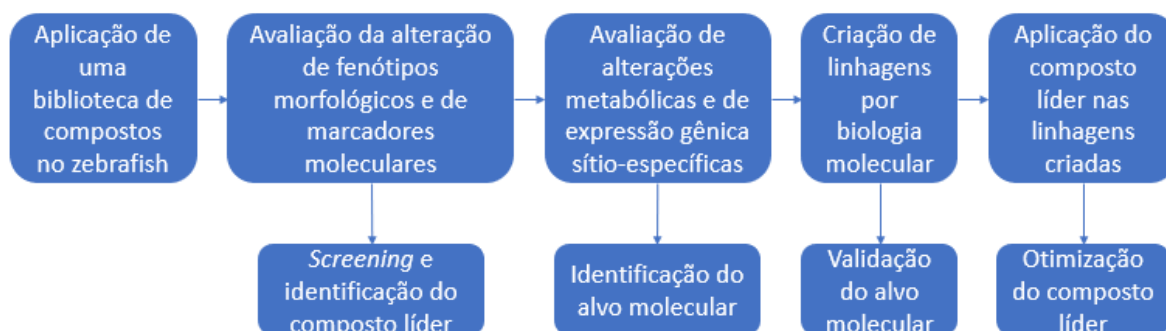 Aplicação de
uma
biblioteca de
compostos
no zebrafish
Avaliação da alteração
de fenótipos
morfológicos e de
marcadores
moleculares
Avaliação de
alterações
metabólicas e de
expressão gênica
sítio-específicas
Criação de
linhagens
por
biologia
molecular
Aplicação do
composto
líder nas
linhagens
criadas
Screening e
identificação do
composto líder
Identificação do
alvo molecular
Validação
do alvo
molecular
Otimização
do composto
líder